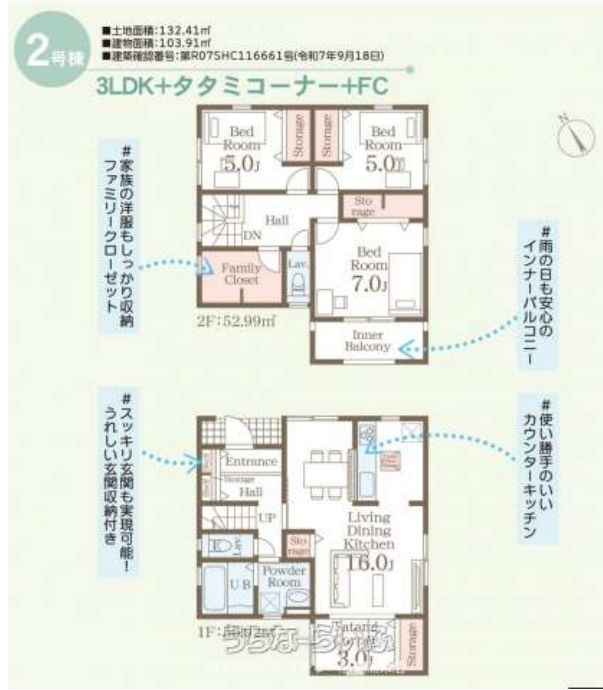 2号棟
■土地面積:132.41㎡
■建物面積:103.91㎡
■建築確認番号:第R07SHC116661号(令和7年9月18日)
3LDK+タタミコーナー+FC
N
Bed
Room
5.0J
Storage
Storage
Bed
Room
5.0J
Hall
DN
Sto
rage
Family
Closet
Lav.
Bed
Room
7.0J
Inner
Balcony
2F:52.99㎡
#家族の洋服もしっかり収納
ファミリークローゼット
#雨の日も安心の
インナーバルコニー
#スッキリ玄関も実現可能!
うれしい玄関収納付き
#使い勝手のいい
カウンターキッチン
Entrance
Storage
Hall
UP
Lav.
Sto
rage
Living
Dining
Kitchen
16.0J
U B
Powder
Room
3.0J
Storage
1F: